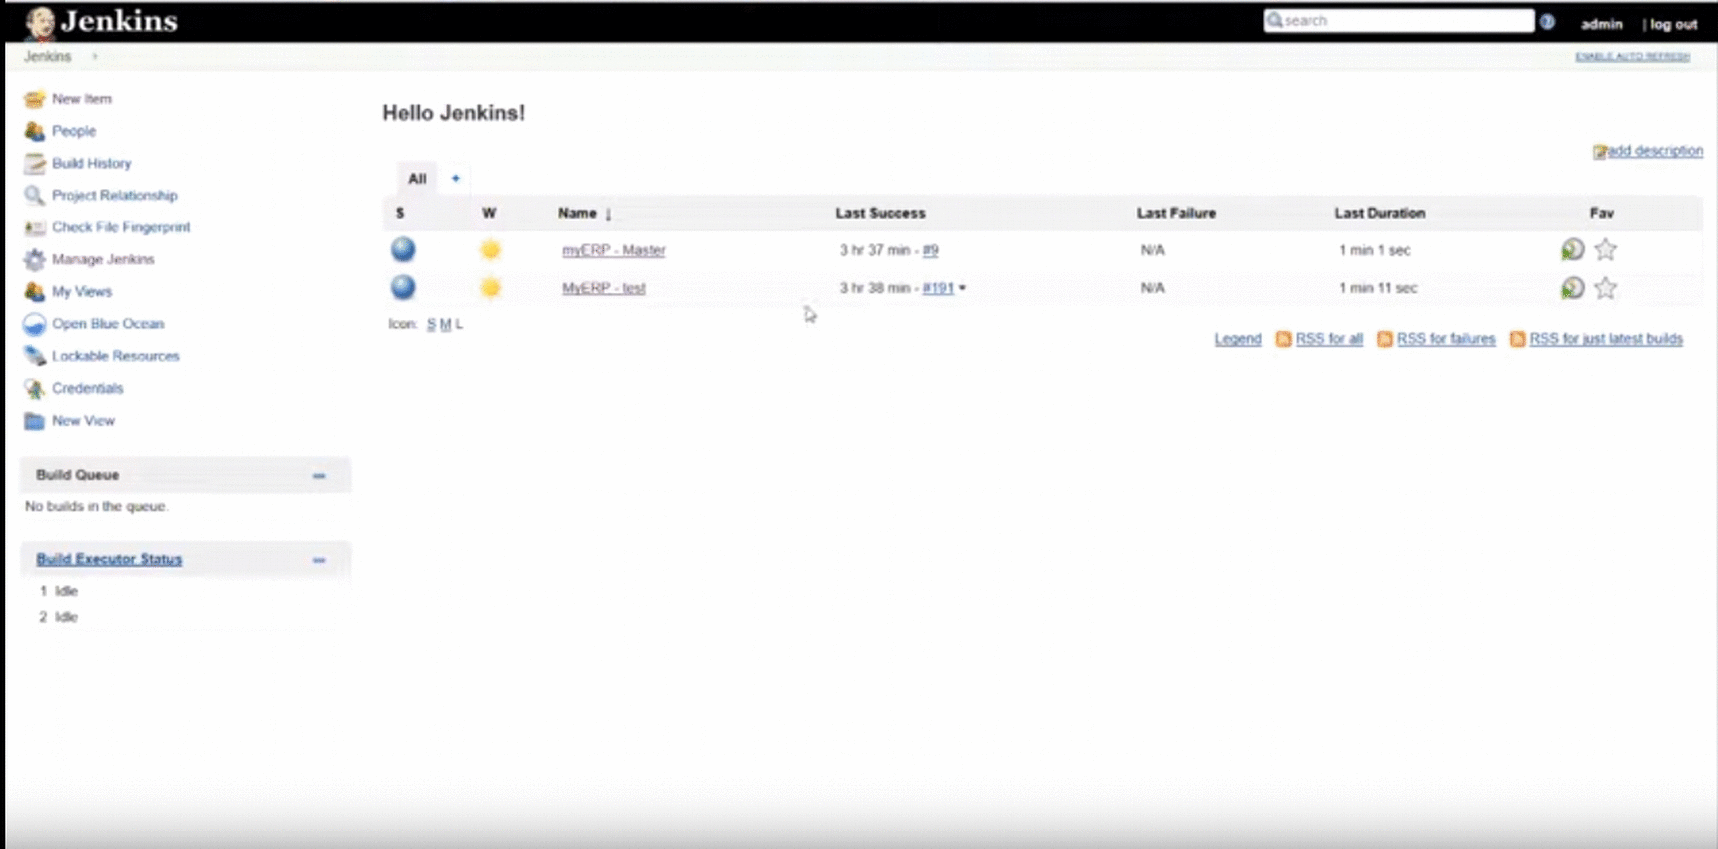 Jenkins
search
admin | log out
Jenkins
ENABLE AUTO REFRESH
New Item
People
Build History
Project Relationship
Check File Fingerprint
Manage Jenkins
My Views
Open Blue Ocean
Lockable Resources
Credentials
New View
Build Queue
No builds in the queue.
Build Executor Status
1 Idle
2 Idle
Hello Jenkins!
add description
All +
S W Name ↓ Last Success Last Failure Last Duration Fav
myERP - Master 3 hr 37 min - #9 N/A 1 min 1 sec
MyERP - test 3 hr 38 min - #191 N/A 1 min 11 sec
Icon: S M L
Legend RSS for all RSS for failures RSS for just latest builds